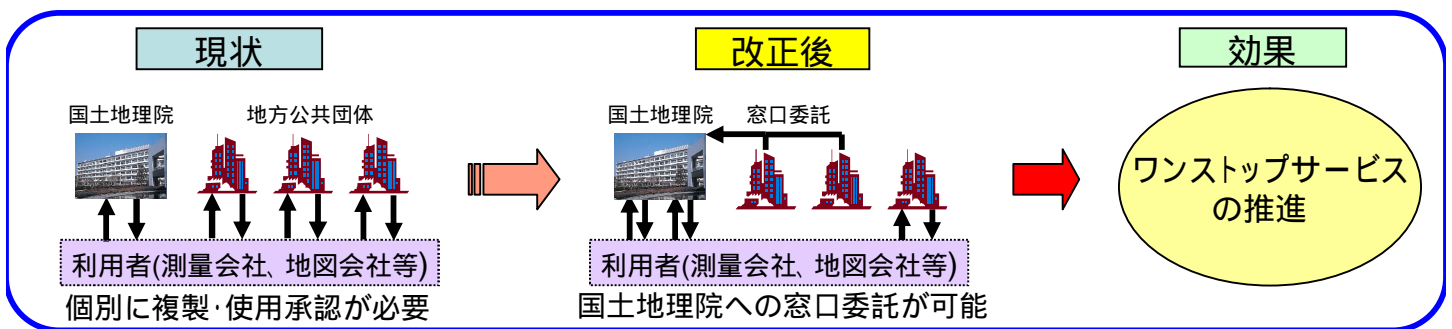 現状
国土地理院
地方公共団体
利用者(測量会社、地図会社等)
個別に複製・使用承認が必要
改正後
国土地理院
窓口委託
利用者(測量会社、地図会社等)
国土地理院への窓口委託が可能
効果
ワンストップサービス
の推進